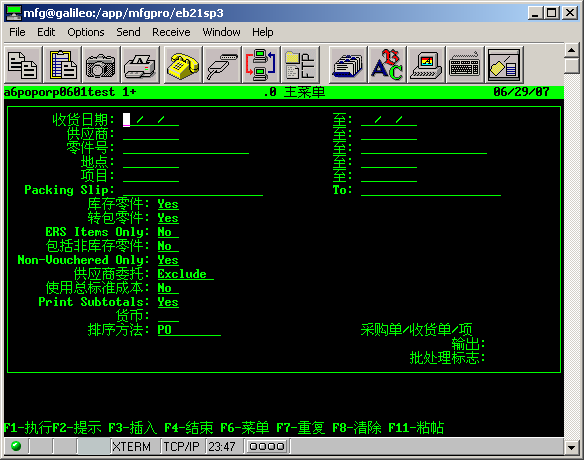 mfg@galileo:/app/mfgpro/eb21sp3
File Edit Options Send Receive Window Help
a6poporp0601test 1+ .0 主菜单 06/29/07
收货日期: / / 至: / /
供应商: 至:
零件号: 至:
地点: 至:
项目: 至:
Packing Slip: To:
库存零件: Yes
转包零件: Yes
ERS Items Only: No
包括非库存零件: No
Non-Vouchered Only: Yes
供应商委托: Exclude
使用总标准成本: No
Print Subtotals: Yes
货币:
排序方法: PO 采购单/收货单/项
输出:
批处理标志:
F1-执行F2-提示 F3-插入 F4-结束 F6-菜单 F7-重复 F8-清除 F11-粘帖
XTERM TCP/IP 23:47